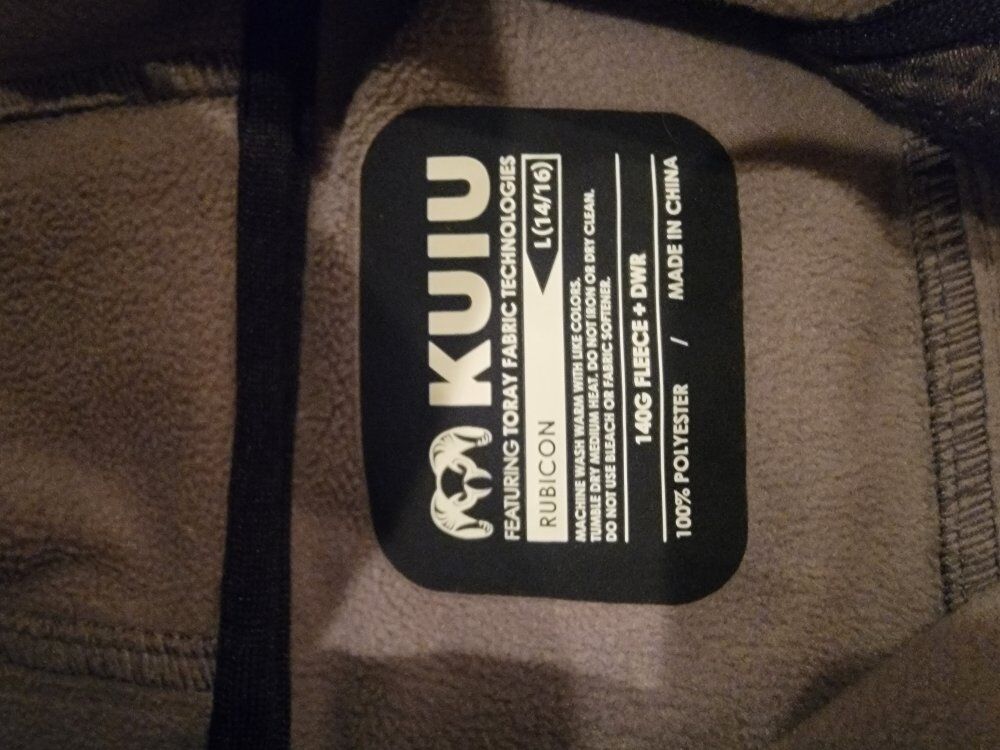 KUIU
FEATURING TORAY FABRIC TECHNOLOGIES
RUBICON L(14/16)
MACHINE WASH WARM WITH LIKE COLORS.
TUMBLE DRY MEDIUM HEAT. DO NOT IRON OR DRY CLEAN.
DO NOT USE BLEACH OR FABRIC SOFTENER.
140G FLEECE + DWR
100% POLYESTER / MADE IN CHINA